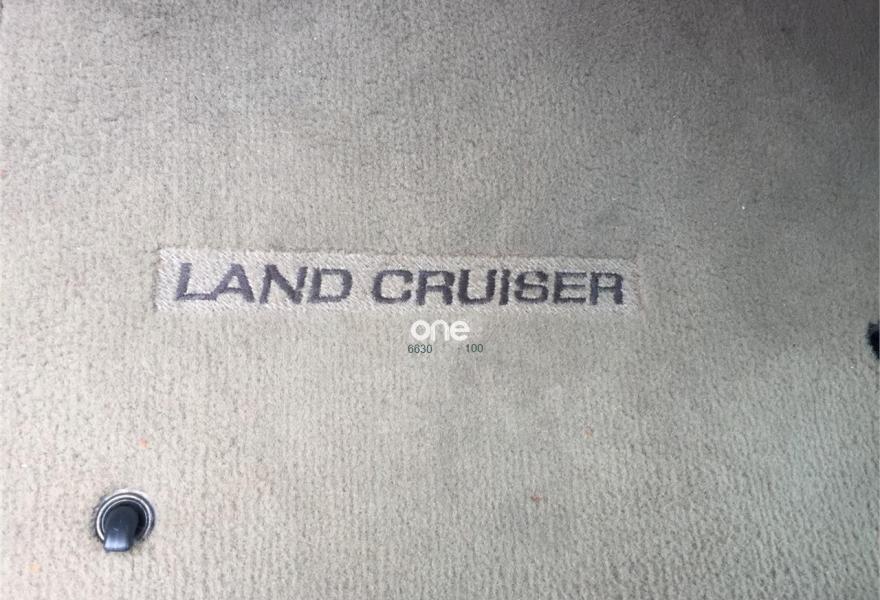 LAND CRUISER
one
6630 - 100